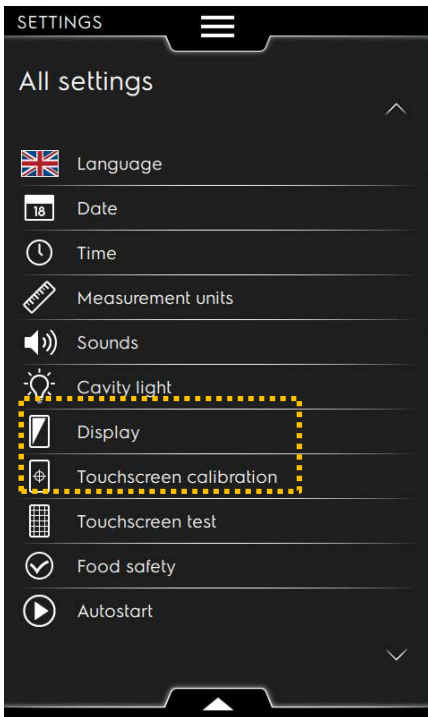 SETTINGS
All settings
Language
18
Date
Time
Measurement units
Sounds
Cavity light
Display
Touchscreen calibration
Touchscreen test
Food safety
Autostart